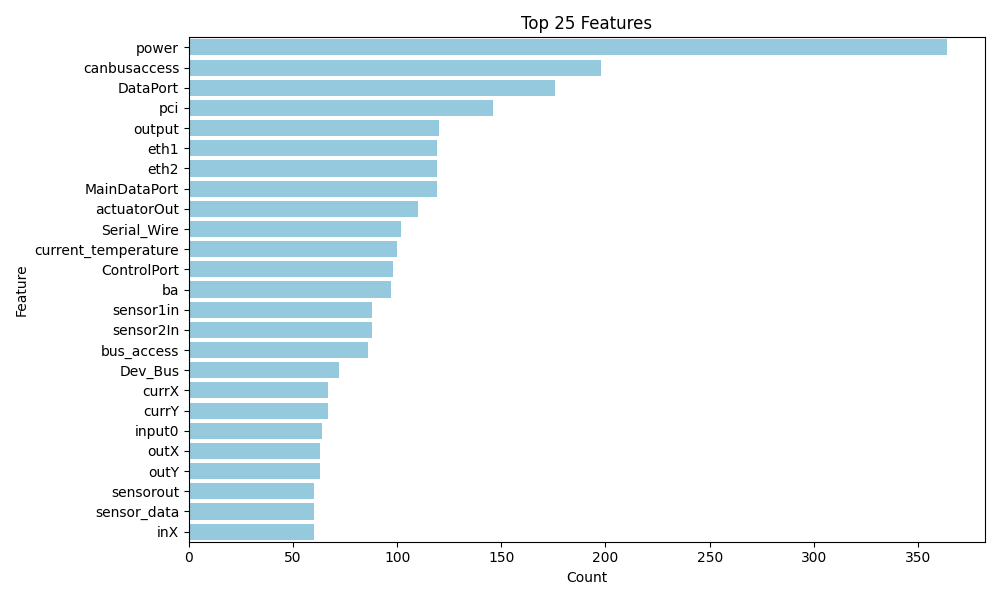 Top 25 Features
power
canbusaccess
DataPort
pci
output
eth1
eth2
MainDataPort
actuatorOut
Serial_Wire
current_temperature
ControlPort
ba
sensor1in
sensor2In
bus_access
Dev_Bus
currX
currY
input0
outX
outY
sensorout
sensor_data
inX
Feature
0 50 100 150 200 250 300 350
Count